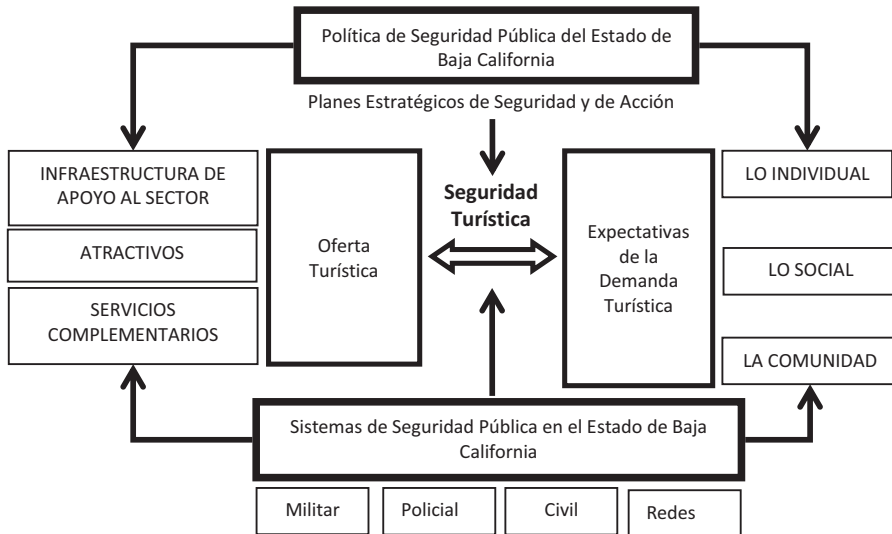 Política de Seguridad Pública del Estado de
Baja California
Planes Estratégicos de Seguridad y de Acción
INFRAESTRUCTURA DE
APOYO AL SECTOR
ATRACTIVOS
SERVICIOS
COMPLEMENTARIOS
Oferta
Turística
Seguridad
Turística
Expectativas
de la
Demanda
Turística
LO INDIVIDUAL
LO SOCIAL
LA COMUNIDAD
Sistemas de Seguridad Pública en el Estado de Baja
California
Militar
Policial
Civil
Redes